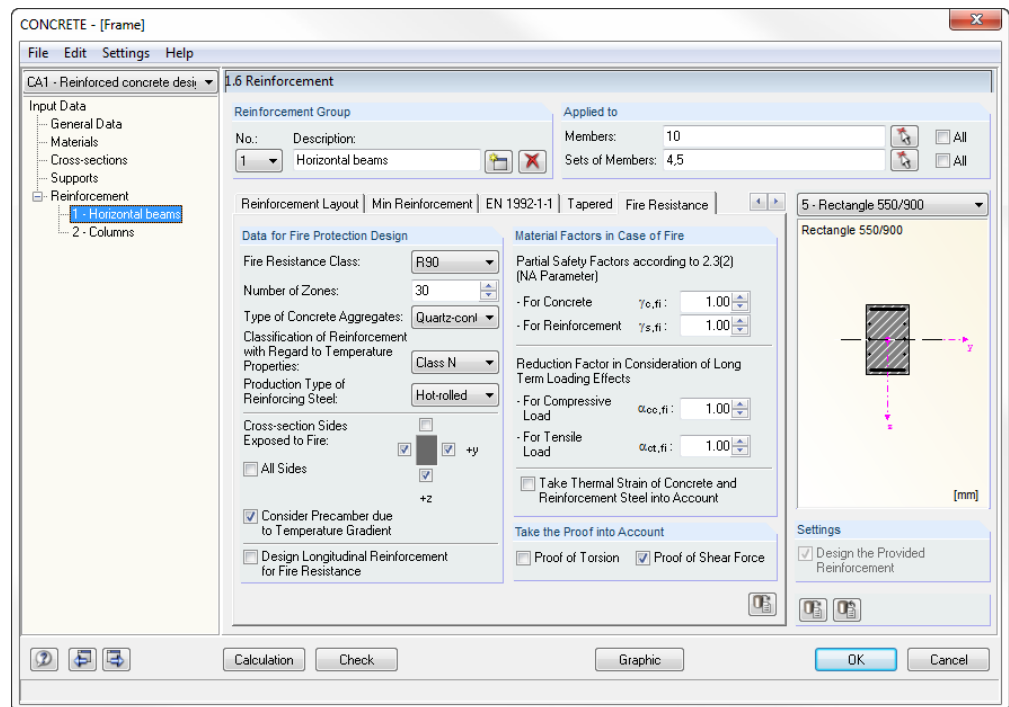 CONCRETE - [Frame]
File Edit Settings Help
CA1 - Reinforced concrete desi
1.6 Reinforcement
Input Data
General Data
Materials
Cross-sections
Supports
Reinforcement
1 - Horizontal beams
2 - Columns
Reinforcement Group
No.: Description:
1 Horizontal beams
Applied to
Members: 10 All
Sets of Members: 4,5 All
Reinforcement Layout Min Reinforcement EN 1992-1-1 Tapered Fire Resistance
Data for Fire Protection Design
Fire Resistance Class: R90
Number of Zones: 30
Type of Concrete Aggregates: Quartz-cont
Classification of Reinforcement
with Regard to Temperature
Properties: Class N
Production Type of
Reinforcing Steel: Hot-rolled
Cross-section Sides
Exposed to Fire:
+y
All Sides
+z
Consider Precamber due
to Temperature Gradient
Design Longitudinal Reinforcement
for Fire Resistance
Material Factors in Case of Fire
Partial Safety Factors according to 2.3(2)
(NA Parameter)
- For Concrete γc,fi : 1.00
- For Reinforcement γs,fi : 1.00
Reduction Factor in Consideration of Long
Term Loading Effects
- For Compressive
Load αcc,fi : 1.00
- For Tensile
Load αct,fi : 1.00
Take Thermal Strain of Concrete and
Reinforcement Steel into Account
Take the Proof into Account
Proof of Torsion Proof of Shear Force
5 - Rectangle 550/900
Rectangle 550/900
y
z
[mm]
Settings
Design the Provided
Reinforcement
Calculation Check Graphic OK Cancel